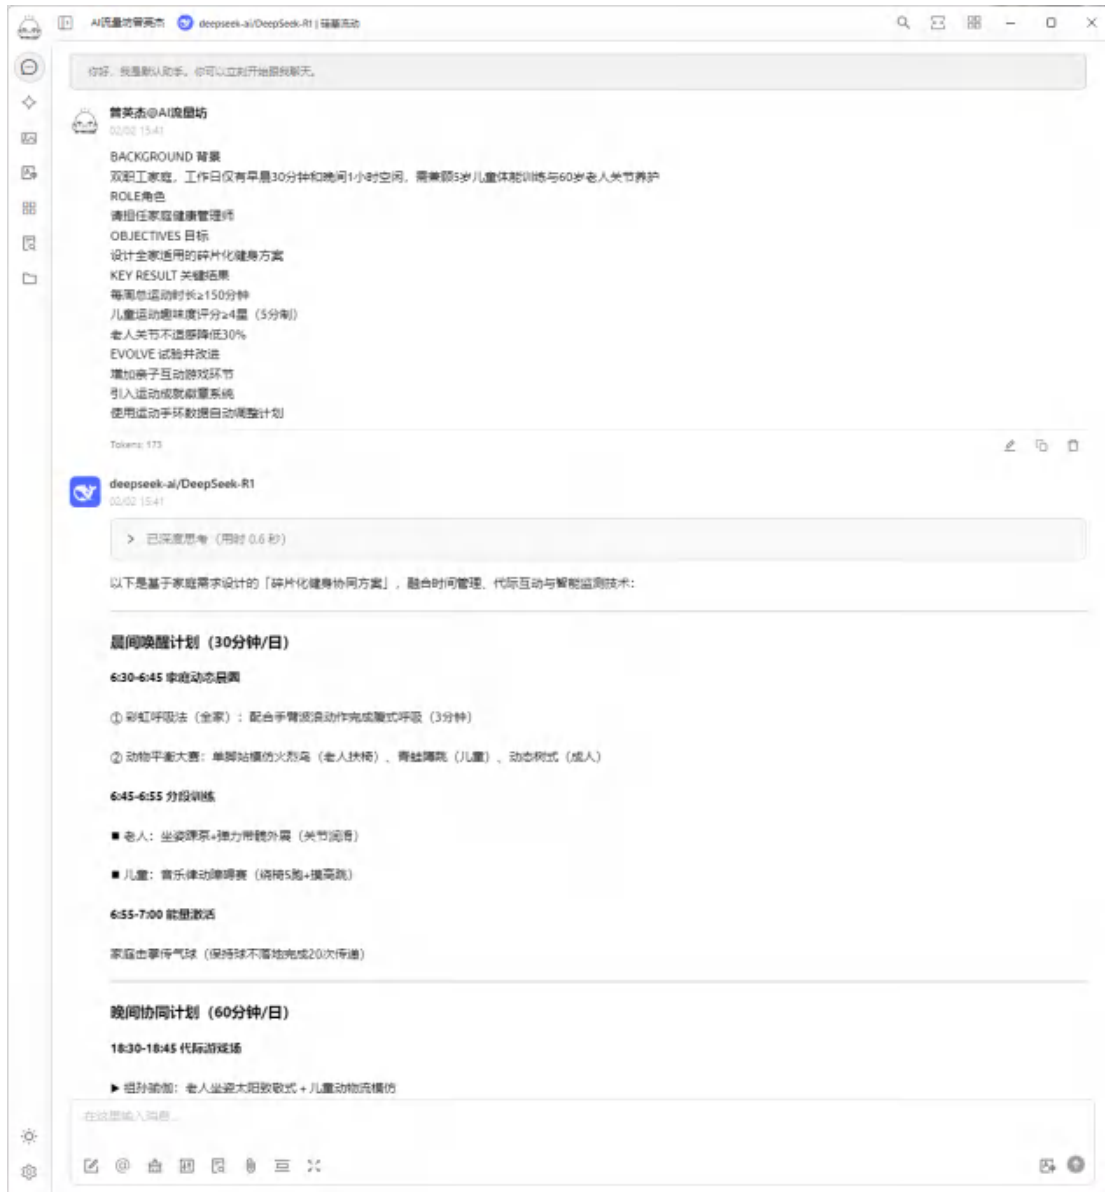 AI流量坊曾英杰 deepseek-ai/DeepSeek-R1 | 硅基流动
你好，我是默认助手。你可以立刻开始跟我聊天。
曾英杰@AI流量坊
02/02 15:41
BACKGROUND 背景
双职工家庭，工作日仅有早晨30分钟和晚间1小时空闲，需兼顾5岁儿童体能训练与60岁老人关节养护
ROLE角色
请担任家庭健康管理师
OBJECTIVES 目标
设计全家适用的碎片化健身方案
KEY RESULT 关键结果
每周总运动时长≥150分钟
儿童运动趣味度评分≥4星（5分制）
老人关节不适感降低30%
EVOLVE 试验并改进
增加亲子互动游戏环节
引入运动成就徽章系统
使用运动手环数据自动调整计划
Tokens: 173
deepseek-ai/DeepSeek-R1
02/02 15:41
已深度思考（用时 0.6 秒）
以下是基于家庭需求设计的「碎片化健身协同方案」，融合时间管理、代际互动与智能监测技术：
晨间唤醒计划（30分钟/日）
6:30-6:45 家庭动态晨圈
① 彩虹呼吸法（全家）：配合手臂波浪动作完成腹式呼吸（3分钟）
② 动物平衡大赛：单脚站模仿火烈鸟（老人扶椅）、青蛙蹲跳（儿童）、动态树式（成人）
6:45-6:55 分段训练
■ 老人：坐姿踝泵+弹力带髋外展（关节润滑）
■ 儿童：音乐律动障碍赛（绕椅S跑+摸高跳）
6:55-7:00 能量激活
家庭击掌传气球（保持球不落地完成20次传递）
晚间协同计划（60分钟/日）
18:30-18:45 代际游戏场
▶ 祖孙瑜伽：老人坐姿太阳致敬式 + 儿童动物流模仿
在这里输入消息...